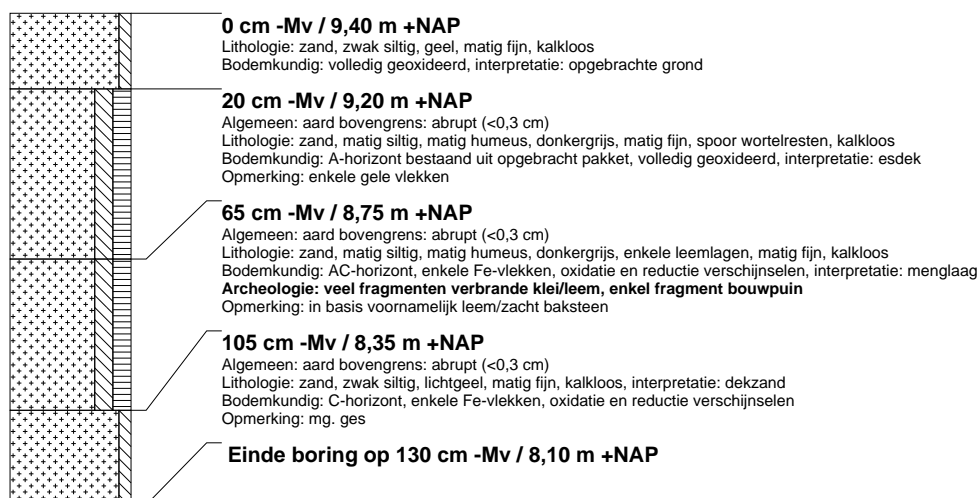 0 cm -Mv / 9,40 m +NAP
Lithologie: zand, zwak siltig, geel, matig fijn, kalkloos
Bodemkundig: volledig geoxideerd, interpretatie: opgebrachte grond
20 cm -Mv / 9,20 m +NAP
Algemeen: aard bovengrens: abrupt (<0,3 cm)
Lithologie: zand, matig siltig, matig humeus, donkergrijs, matig fijn, spoor wortelresten, kalkloos
Bodemkundig: A-horizont bestaand uit opgebracht pakket, volledig geoxideerd, interpretatie: esdek
Opmerking: enkele gele vlekken
65 cm -Mv / 8,75 m +NAP
Algemeen: aard bovengrens: abrupt (<0,3 cm)
Lithologie: zand, matig siltig, matig humeus, donkergrijs, enkele leemlagen, matig fijn, kalkloos
Bodemkundig: AC-horizont, enkele Fe-vlekken, oxidatie en reductie verschijnselen, interpretatie: menglaag
Archeologie: veel fragmenten verbrande klei/leem, enkel fragment bouwpuin
Opmerking: in basis voornamelijk leem/zacht baksteen
105 cm -Mv / 8,35 m +NAP
Algemeen: aard bovengrens: abrupt (<0,3 cm)
Lithologie: zand, zwak siltig, lichtgeel, matig fijn, kalkloos, interpretatie: dekzand
Bodemkundig: C-horizont, enkele Fe-vlekken, oxidatie en reductie verschijnselen
Opmerking: mg. ges
Einde boring op 130 cm -Mv / 8,10 m +NAP